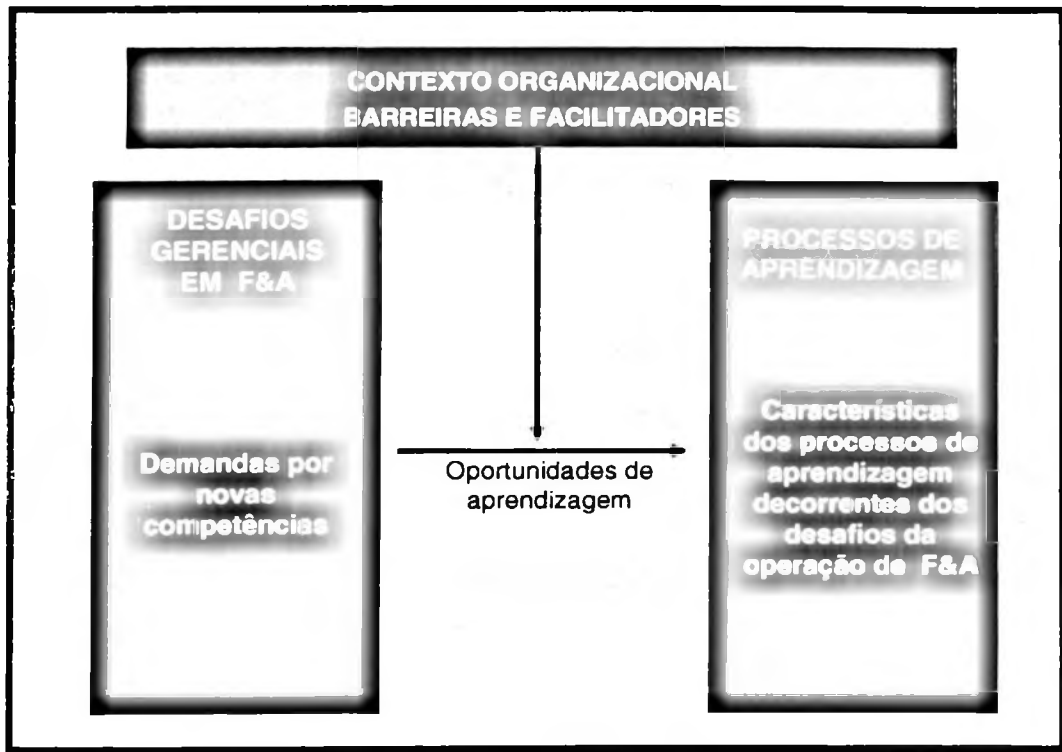 CONTEXTO ORGANIZACIONAL
BARREIRAS E FACILITADORES
DESAFIOS
GERENCIAIS
EM F&A
Demandas por
novas
competências
Oportunidades de
aprendizagem
PROCESSOS DE
APRENDIZAGEM
Características
dos processos de
aprendizagem
decorrentes dos
desafios da
operação de F&A